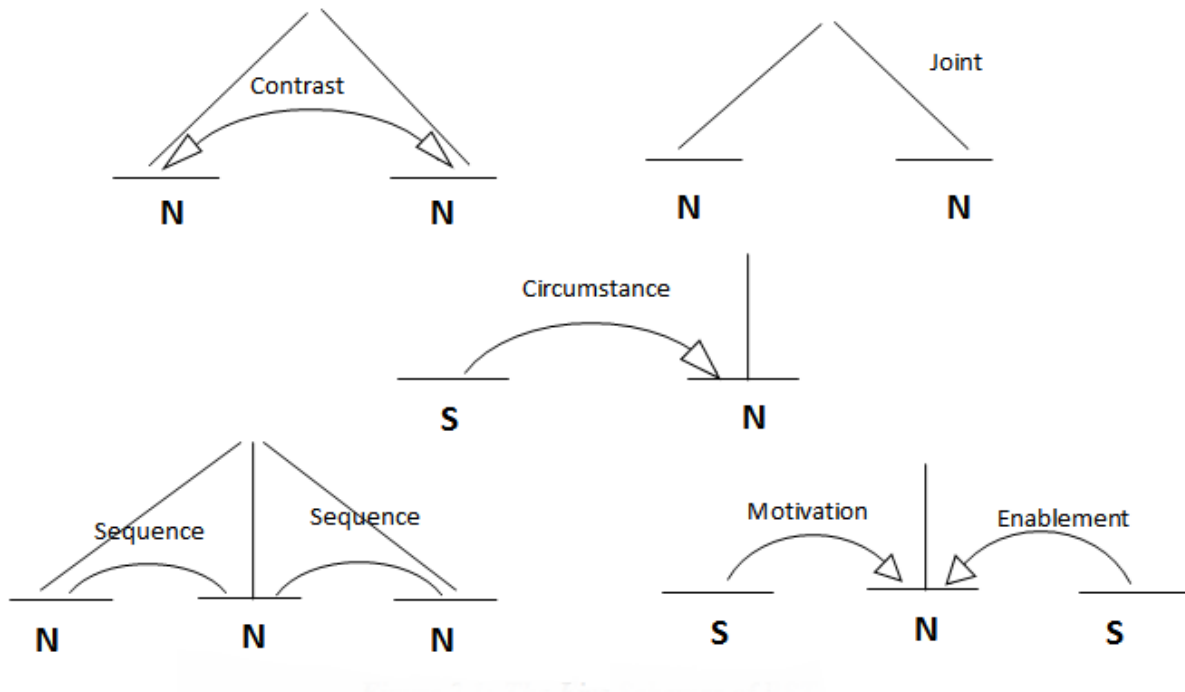 Contrast
Joint
N N
N N
Circumstance
S N
Sequence Sequence
Motivation Enablement
N N N
S N S